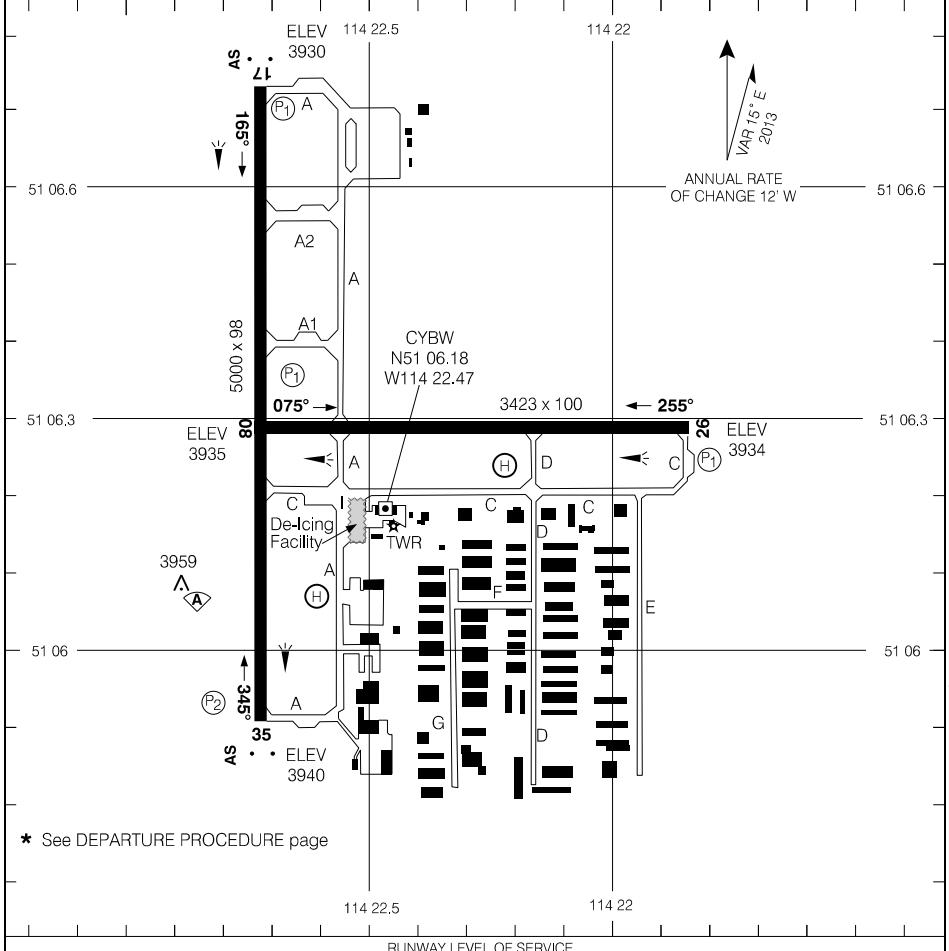 114 22.5
114 22
ELEV
3930
AS
17
P1
A
165°
VAR 15° E
2013
ANNUAL RATE
OF CHANGE 12' W
51 06.6
51 06.6
A2
A
A1
5000 x 98
CYBW
N51 06.18
W114 22.47
P1
075°
3423 x 100
255°
51 06.3
51 06.3
08
26
ELEV
3935
ELEV
3934
A
H
D
C
P1
C
I
C
C
De-Icing
Facility
TWR
D
3959
A
A
H
F
E
51 06
51 06
345°
P2
A
G
D
35
AS
ELEV
3940
* See DEPARTURE PROCEDURE page
114 22.5
114 22
RUNWAY LEVEL OF SERVICE